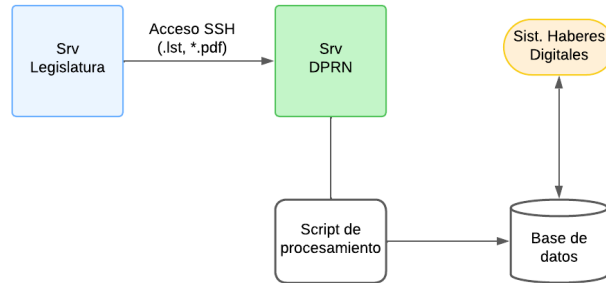 Srv
Legislatura
Acceso SSH
(.lst, *.pdf)
Srv
DPRN
Sist. Haberes
Digitales
Script de
procesamiento
Base de
datos